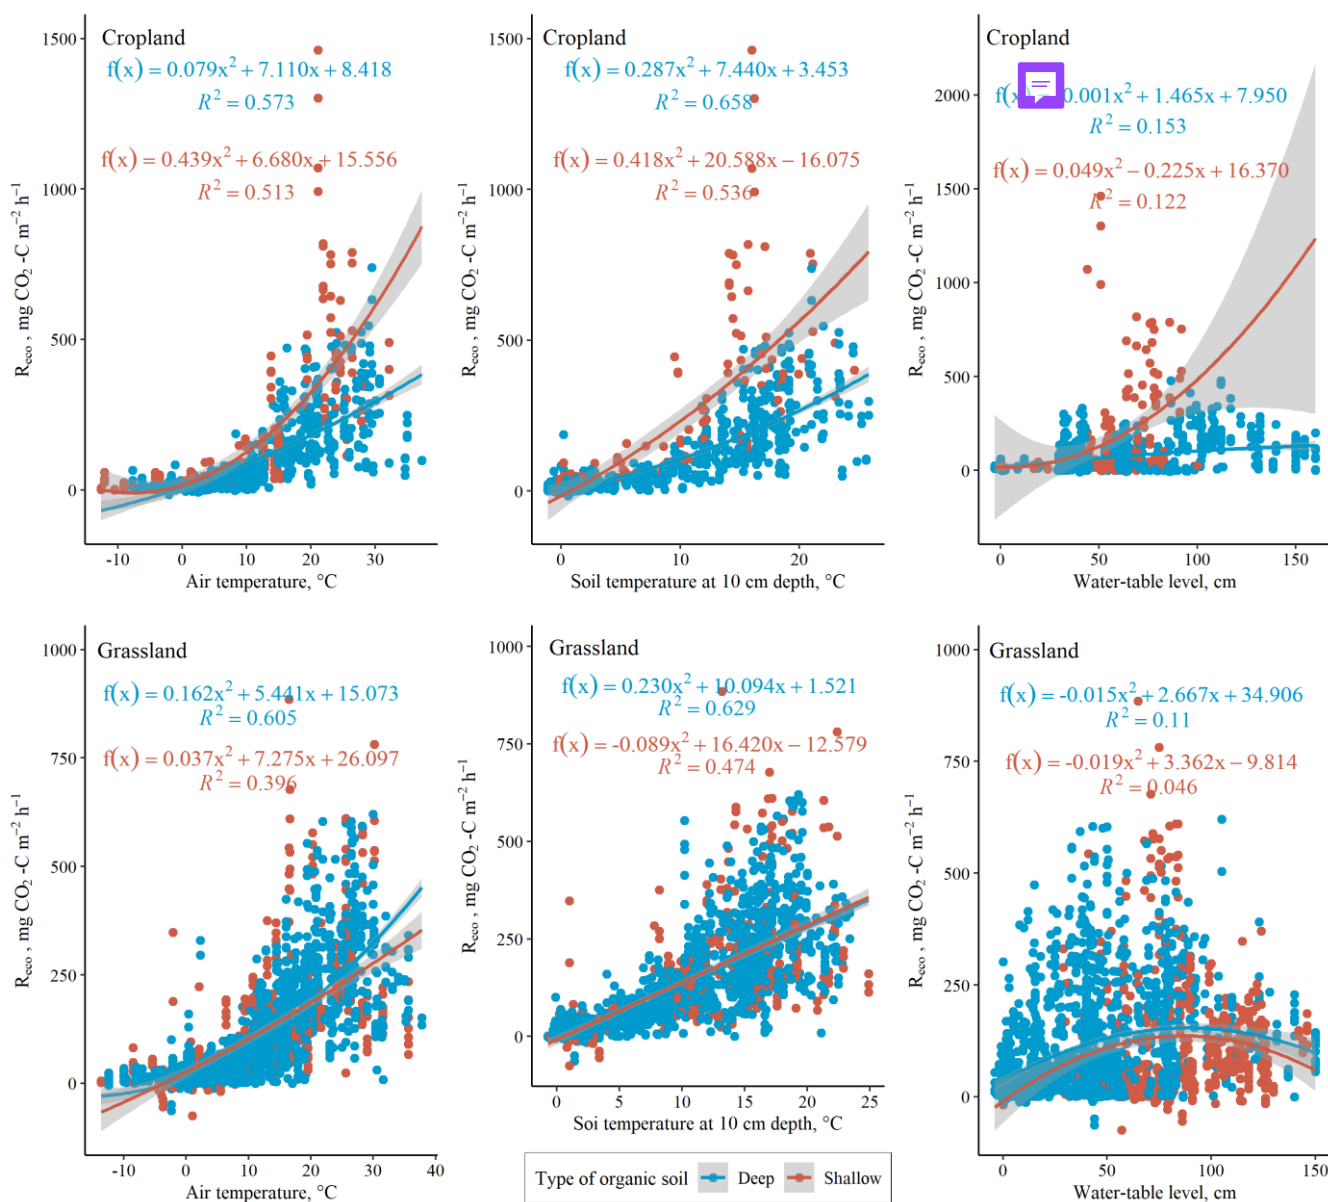 Cropland
f(x) = 0.079x² + 7.110x + 8.418
R² = 0.573
f(x) = 0.439x² + 6.680x + 15.556
R² = 0.513
1500
1000
500
0
R_eco , mg CO₂ -C m⁻² h⁻¹
-10 0 10 20 30
Air temperature, °C
Cropland
f(x) = 0.287x² + 7.440x + 3.453
R² = 0.658
f(x) = 0.418x² + 20.588x − 16.075
R² = 0.536
1500
1000
500
0
R_eco , mg CO₂ -C m⁻² h⁻¹
0 10 20
Soil temperature at 10 cm depth, °C
Cropland
f(x) 0.001x² + 1.465x + 7.950
R² = 0.153
f(x) = 0.049x² − 0.225x + 16.370
R² = 0.122
2000
1500
1000
500
0
R_eco , mg CO₂ -C m⁻² h⁻¹
0 50 100 150
Water-table level, cm
Grassland
f(x) = 0.162x² + 5.441x + 15.073
R² = 0.605
f(x) = 0.037x² + 7.275x + 26.097
R² = 0.396
1000
750
500
250
0
R_eco , mg CO₂ -C m⁻² h⁻¹
-10 0 10 20 30 40
Air temperature, °C
Grassland
f(x) = 0.230x² + 10.094x + 1.521
R² = 0.629
f(x) = -0.089x² + 16.420x − 12.579
R² = 0.474
1000
750
500
250
0
R_eco , mg CO₂ -C m⁻² h⁻¹
0 5 10 15 20 25
Soi temperature at 10 cm depth, °C
Grassland
f(x) = -0.015x² + 2.667x + 34.906
R² = 0.11
f(x) = -0.019x² + 3.362x − 9.814
R² = 0.046
1000
750
500
250
0
R_eco , mg CO₂ -C m⁻² h⁻¹
0 50 100 150
Water-table level, cm
Type of organic soil Deep Shallow